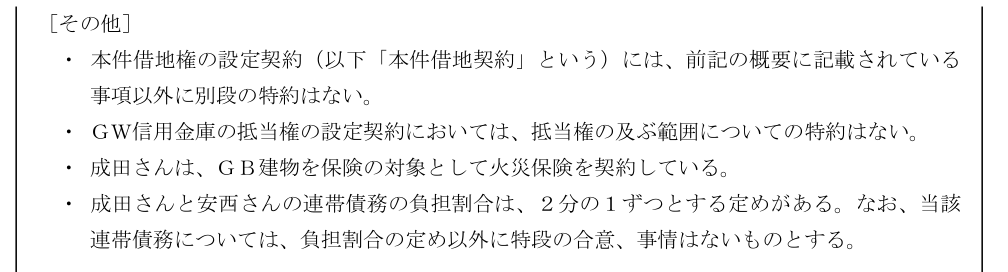 ［その他］
・ 本件借地権の設定契約（以下「本件借地契約」という）には、前記の概要に記載されている
事項以外に別段の特約はない。
・ ＧＷ信用金庫の抵当権の設定契約においては、抵当権の及ぶ範囲についての特約はない。
・ 成田さんは、ＧＢ建物を保険の対象として火災保険を契約している。
・ 成田さんと安西さんの連帯債務の負担割合は、２分の１ずつとする定めがある。なお、当該
連帯債務については、負担割合の定め以外に特段の合意、事情はないものとする。